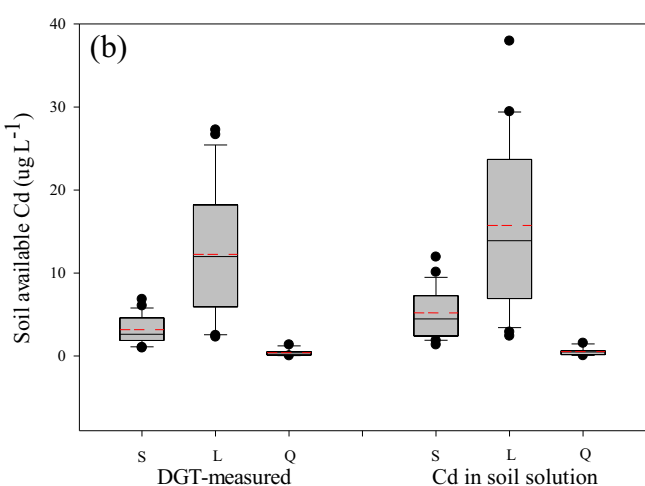 (b)
Soil available Cd (ug L-1)
40
30
20
10
0
S
L
Q
S
L
Q
DGT-measured
Cd in soil solution